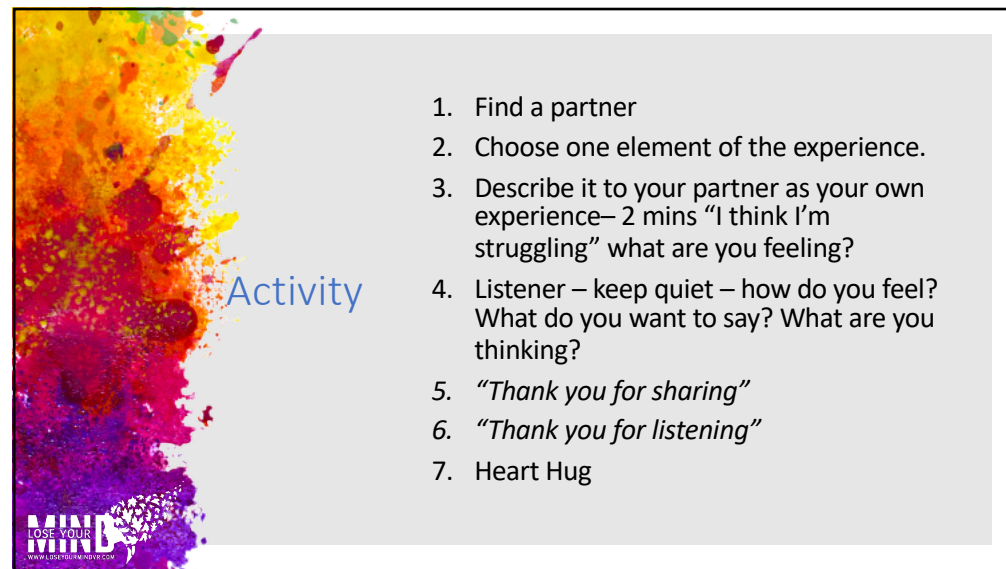 1. Find a partner
2. Choose one element of the experience.
3. Describe it to your partner as your own
experience– 2 mins “I think I’m
struggling” what are you feeling?
Activity
4. Listener – keep quiet – how do you feel?
What do you want to say? What are you
thinking?
5. “Thank you for sharing”
6. “Thank you for listening”
7. Heart Hug
LOSE YOUR
MIND
WWW.LOSEYOURMINDVR.COM